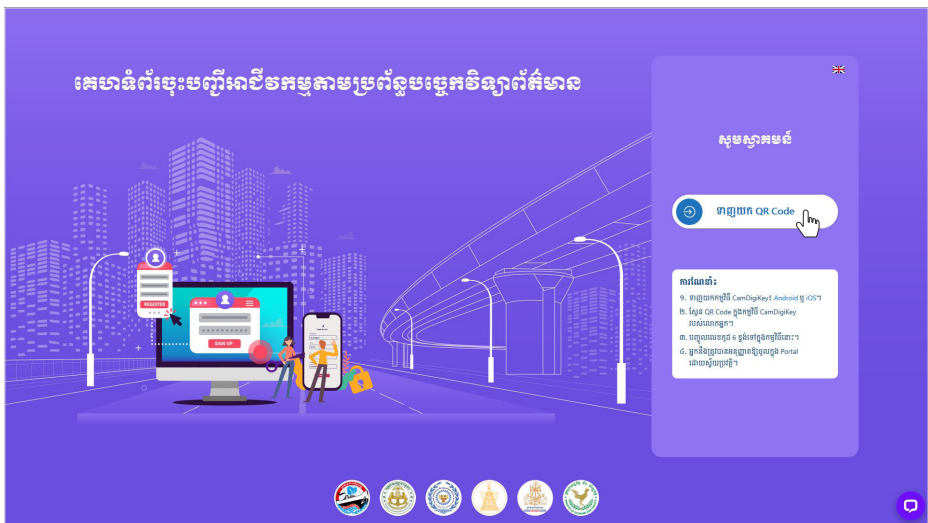 គេហទំព័រចុះបញ្ជីអាជីវកម្មតាមប្រព័ន្ធបច្ចេកវិទ្យាព័ត៌មាន
សូមស្វាគមន៍
ទាញយក QR Code
ការណែនាំ៖
១. ទាញយកកម្មវិធី CamDigiKey៖ Android ឬ iOS។
២. ស្កែន QR Code ក្នុងកម្មវិធី CamDigiKey
របស់លោកអ្នក។
៣. បញ្ចូលលេខកូដ ៦ ខ្ទង់ទៅក្នុងកម្មវិធីនោះ។
៤. អ្នកនឹងត្រូវបានអនុញ្ញាតឱ្យចូលក្នុង Portal
ដោយស្វ័យប្រវត្តិ។
REGISTER
SIGN UP